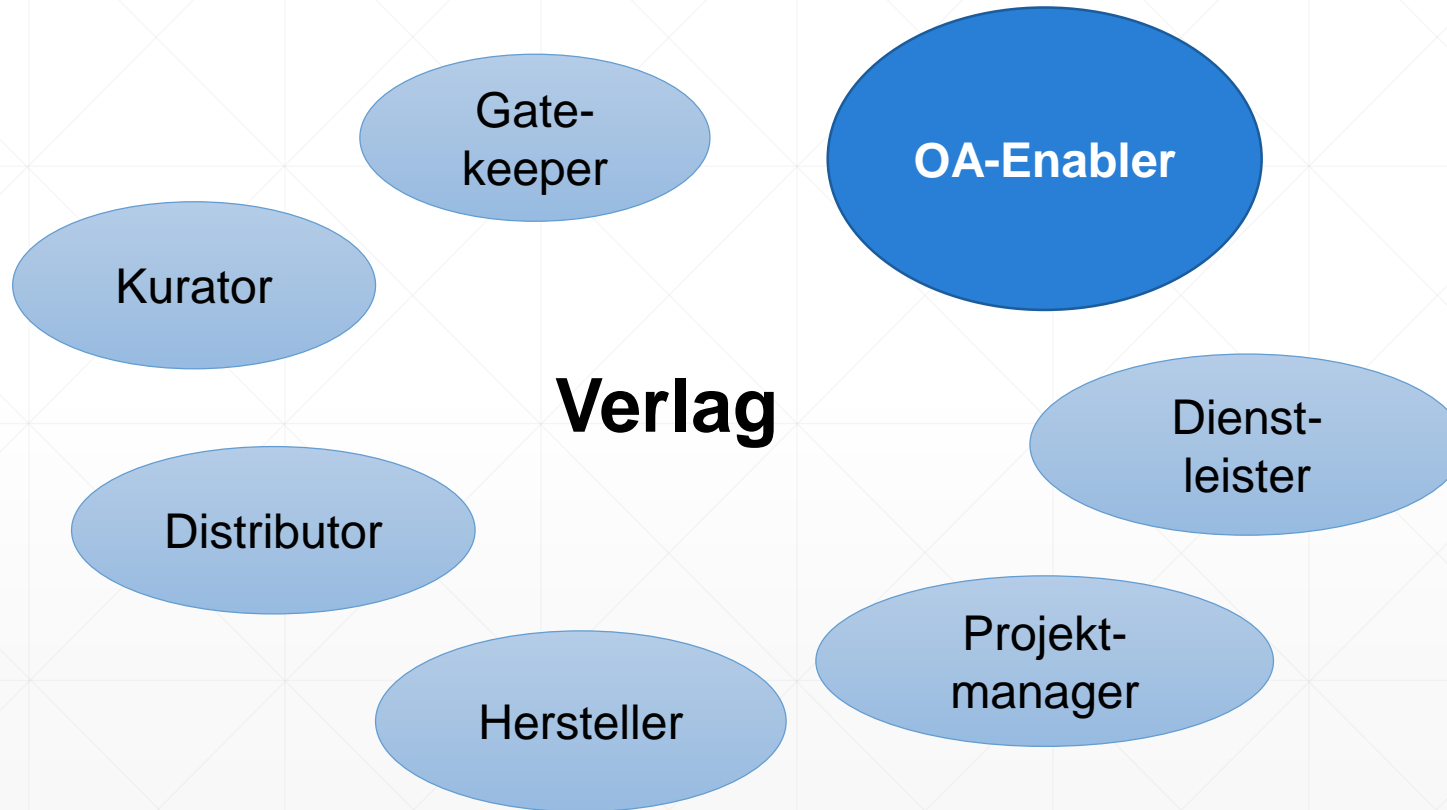 Gate-
keeper
OA-Enabler
Kurator
Verlag
Dienst-
leister
Distributor
Projekt-
manager
Hersteller